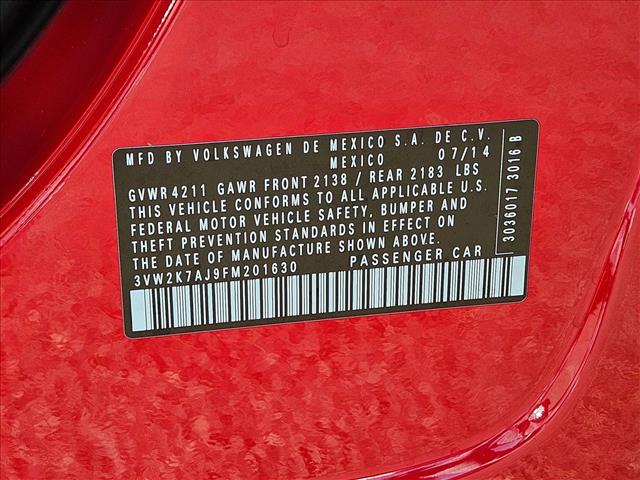 MFD BY VOLKSWAGEN DE MEXICO S.A. DE C.V.
MEXICO 07/14
GVWR 4211 GAWR FRONT 2138 / REAR 2183 LBS
THIS VEHICLE CONFORMS TO ALL APPLICABLE U.S.
FEDERAL MOTOR VEHICLE SAFETY, BUMPER AND
THEFT PREVENTION STANDARDS IN EFFECT ON
THE DATE OF MANUFACTURE SHOWN ABOVE.
3VW2K7AJ9FM201630 PASSENGER CAR
3036017 3016 B